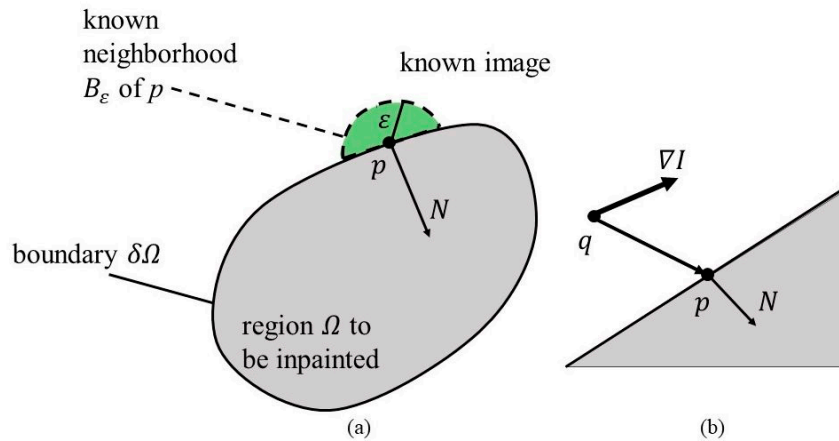 known
neighborhood
B_ε of p
known image
ε
p
N
boundary δΩ
region Ω to
be inpainted
(a)
∇I
q
p
N
(b)